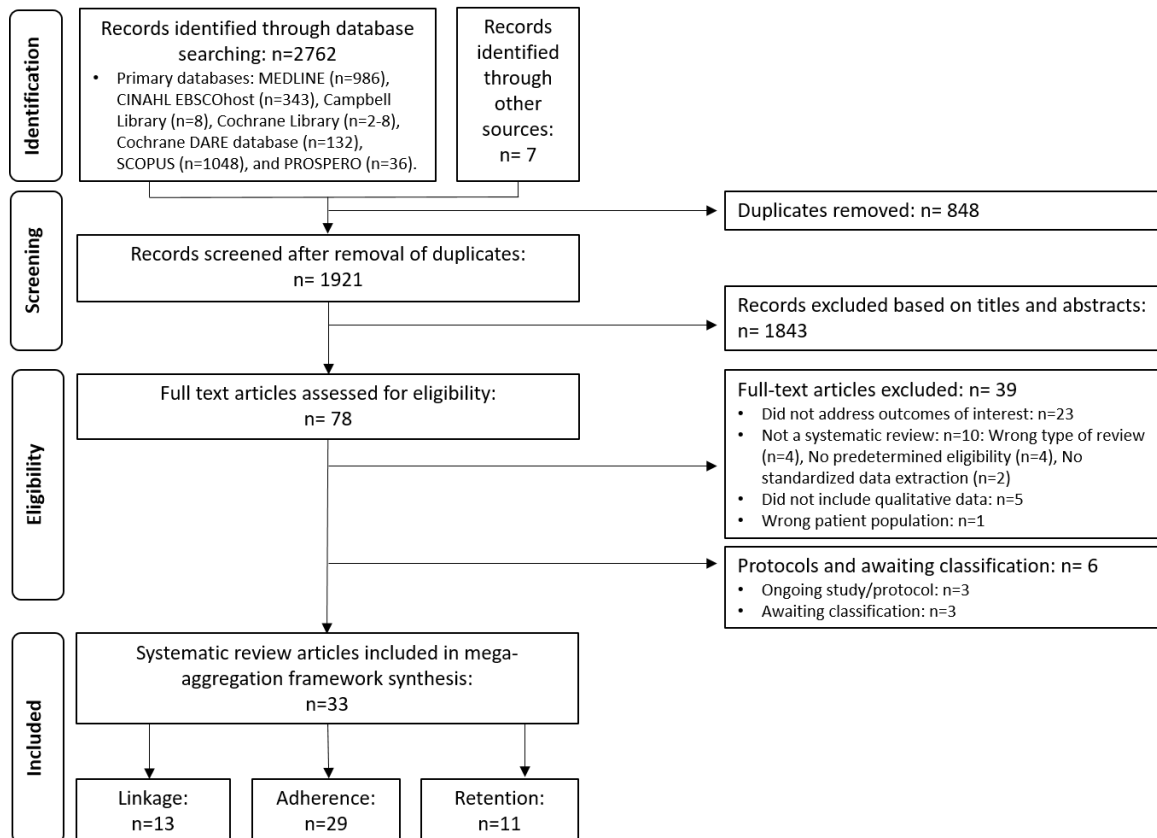 Identification
Records identified through database
searching: n=2762
• Primary databases: MEDLINE (n=986),
CINAHL EBSCOhost (n=343), Campbell
Library (n=8), Cochrane Library (n=2-8),
Cochrane DARE database (n=132),
SCOPUS (n=1048), and PROSPERO (n=36).
Records
identified
through
other
sources:
n= 7
Screening
Duplicates removed: n= 848
Records screened after removal of duplicates:
n= 1921
Records excluded based on titles and abstracts:
n= 1843
Eligibility
Full text articles assessed for eligibility:
n= 78
Full-text articles excluded: n= 39
• Did not address outcomes of interest: n=23
• Not a systematic review: n=10: Wrong type of review
(n=4), No predetermined eligibility (n=4), No
standardized data extraction (n=2)
• Did not include qualitative data: n=5
• Wrong patient population: n=1
Protocols and awaiting classification: n= 6
• Ongoing study/protocol: n=3
• Awaiting classification: n=3
Included
Systematic review articles included in mega-
aggregation framework synthesis:
n=33
Linkage:
n=13
Adherence:
n=29
Retention:
n=11